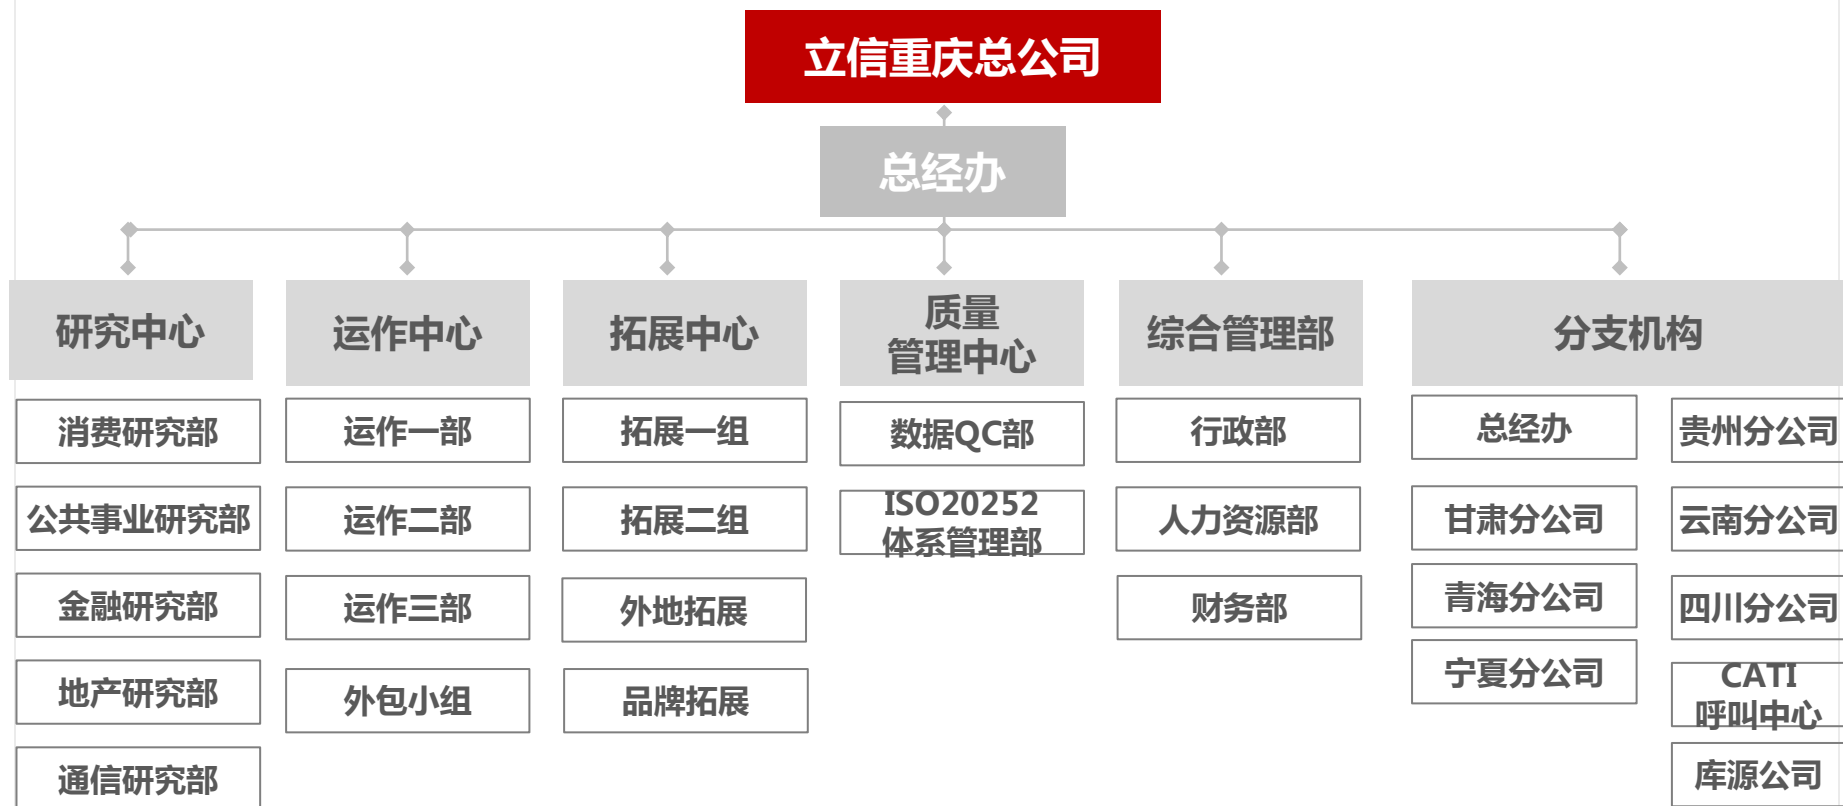 立信重庆总公司
总经办
研究中心
运作中心
拓展中心
质量
管理中心
综合管理部
分支机构
消费研究部
公共事业研究部
金融研究部
地产研究部
通信研究部
运作一部
运作二部
运作三部
外包小组
拓展一组
拓展二组
外地拓展
品牌拓展
数据QC部
ISO20252
体系管理部
行政部
人力资源部
财务部
总经办
甘肃分公司
青海分公司
宁夏分公司
贵州分公司
云南分公司
四川分公司
CATI
呼叫中心
库源公司